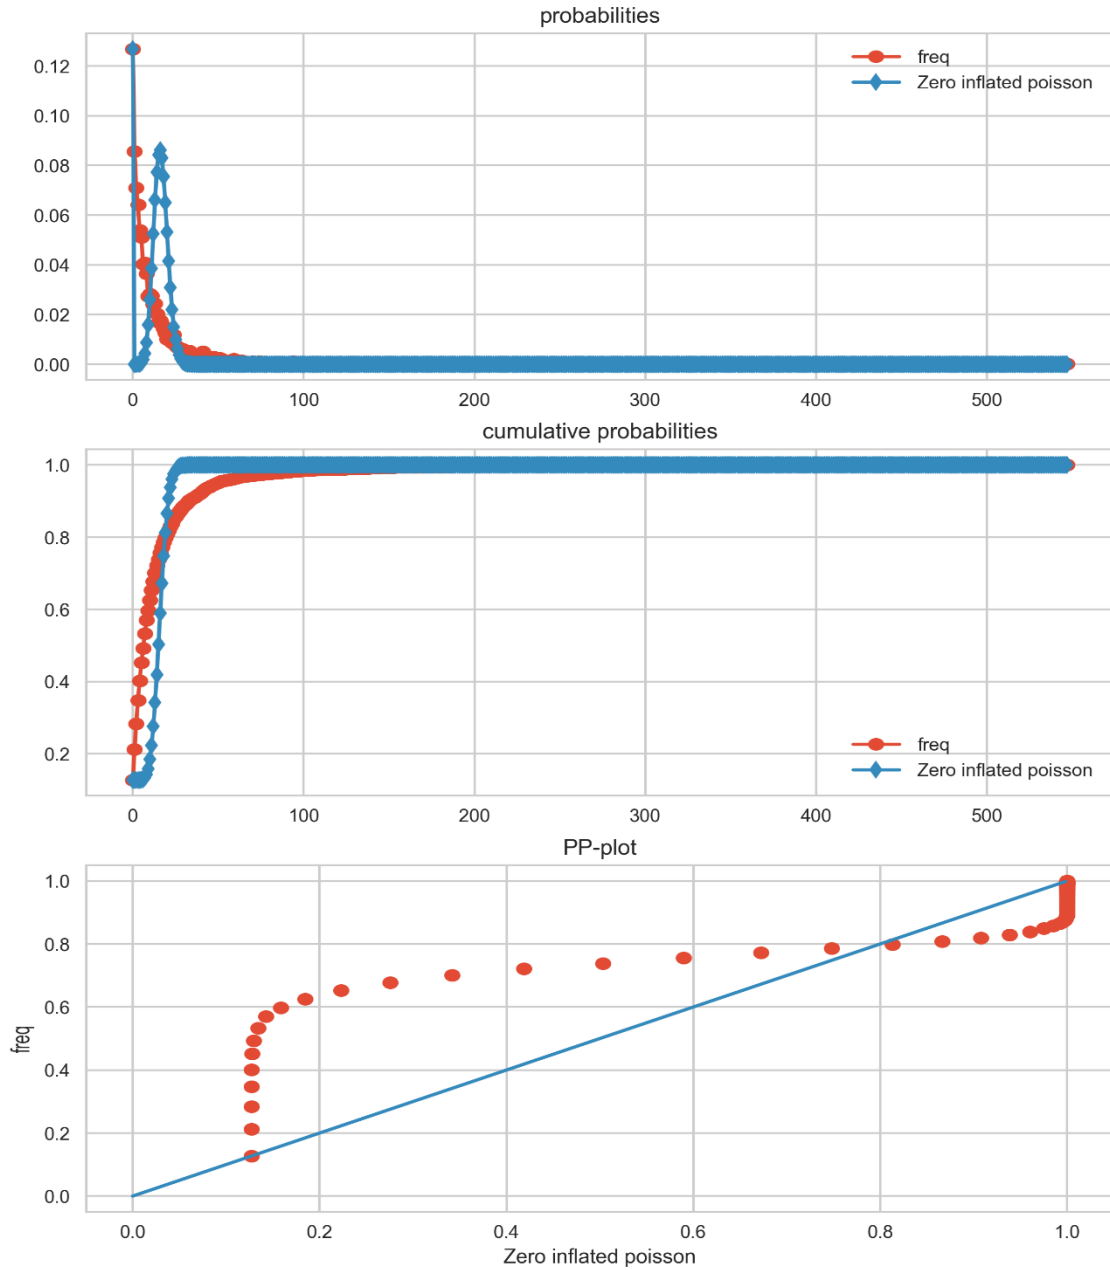 probabilities
0.12
0.10
0.08
0.06
0.04
0.02
0.00
freq
Zero inflated poisson
0 100 200 300 400 500
cumulative probabilities
1.0
0.8
0.6
0.4
0.2
freq
Zero inflated poisson
0 100 200 300 400 500
PP-plot
1.0
0.8
0.6
0.4
0.2
0.0
freq
0.0 0.2 0.4 0.6 0.8 1.0
Zero inflated poisson